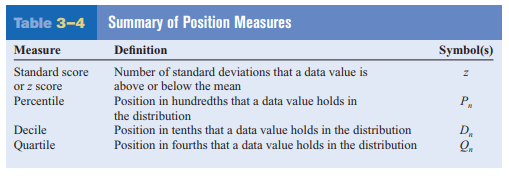 Table 3–4 Summary of Position Measures
Measure Definition Symbol(s)
Standard score Number of standard deviations that a data value is z
or z score above or below the mean
Percentile Position in hundredths that a data value holds in Pₙ
the distribution
Decile Position in tenths that a data value holds in the distribution Dₙ
Quartile Position in fourths that a data value holds in the distribution Qₙ